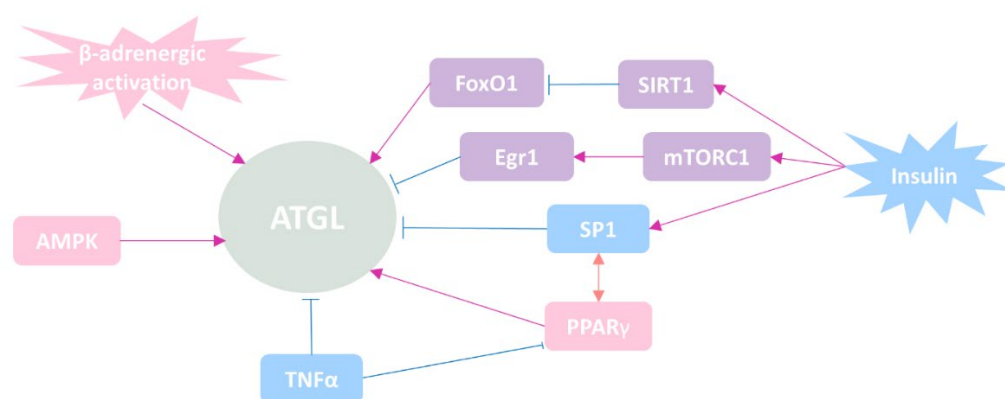 β-adrenergic
activation
FoxO1
SIRT1
Egr1
mTORC1
Insulin
ATGL
SP1
AMPK
PPARγ
TNFα